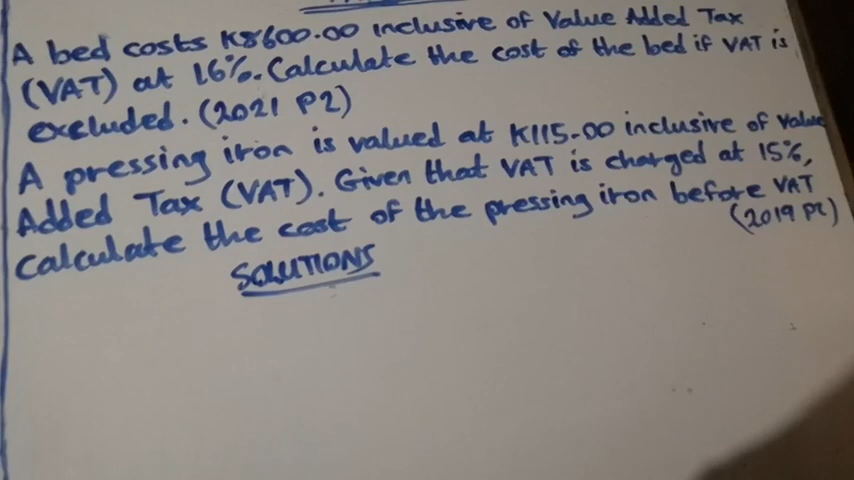 A bed costs K8600.00 inclusive of Value Added Tax
(VAT) at 16%. Calculate the cost of the bed if VAT is
excluded. (2021 P2)
A pressing iron is valued at K115.00 inclusive of Value
Added Tax (VAT). Given that VAT is charged at 15%,
Calculate the cost of the pressing iron before VAT
(2019 P2)
SOLUTIONS